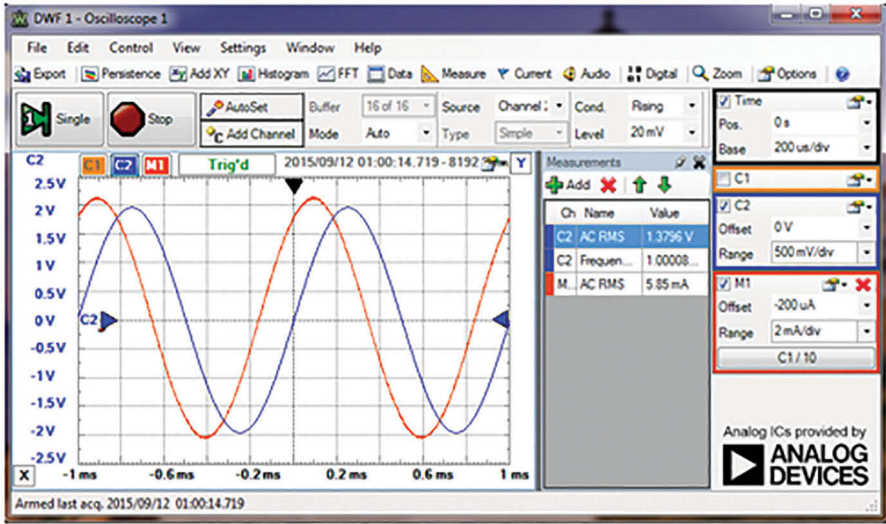 DWF 1 - Oscilloscope 1
File Edit Control View Settings Window Help
Export Persistence Add XY Histogram FFT Data Measure Current Audio Digital Zoom Options
Single Stop AutoSet Buffer 16 of 16 Source Channel Cond. Rising
Add Channel Mode Auto Type Simple Level 20 mV
Time
Pos. 0 s
Base 200 us/div
C2 C1 C2 M1 Trig'd 2015/09/12 01:00:14.719 - 8192 Y
2.5V
2 V
1.5V
1 V
0.5V
0 V C2
-0.5V
-1V
-1.5V
-2V
-2.5V
X -1 ms -0.6 ms -0.2 ms 0.2 ms 0.6 ms 1 ms
Measurements
Add
Ch Name Value
C2 AC RMS 1.3796 V
C2 Frequen... 1.00008...
M... AC RMS 5.85 mA
C1
C2
Offset 0 V
Range 500 mV/div
M1
Offset -200 uA
Range 2 mA/div
C1 / 10
Analog ICs provided by
ANALOG
DEVICES
Armed last acq. 2015/09/12 01:00:14.719